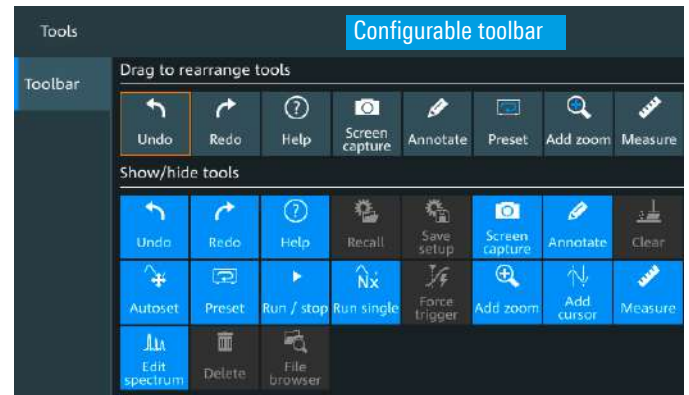 Tools
Configurable toolbar
Toolbar
Drag to rearrange tools
Undo
Redo
Help
Screen
capture
Annotate
Preset
Add zoom
Measure
Show/hide tools
Undo
Redo
Help
Recall
Save
setup
Screen
capture
Annotate
Clear
Autoset
Preset
Run / stop
Nx
Run single
Force
trigger
Add zoom
Add
cursor
Measure
Edit
spectrum
Delete
File
browser